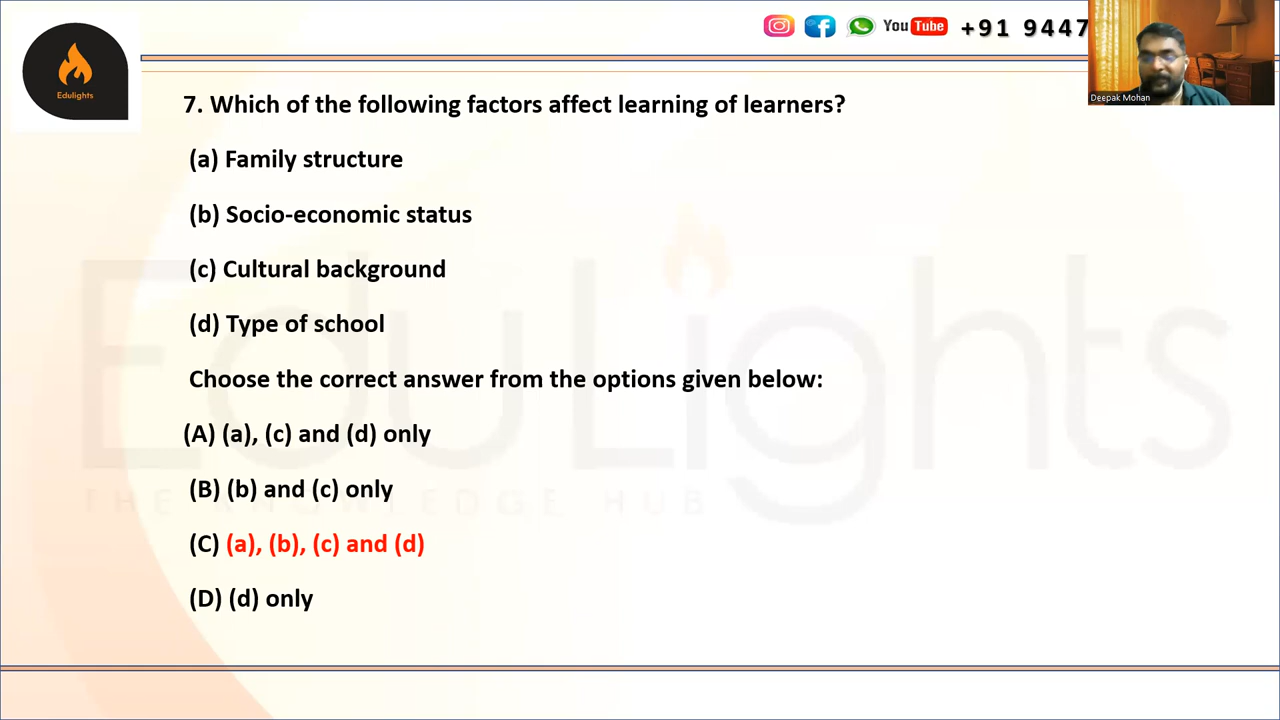 You Tube +91 9447
Edulights
Deepak Mohan
7. Which of the following factors affect learning of learners?
(a) Family structure
(b) Socio-economic status
(c) Cultural background
(d) Type of school
Choose the correct answer from the options given below:
(A) (a), (c) and (d) only
(B) (b) and (c) only
(C) (a), (b), (c) and (d)
(D) (d) only
EduLights
THE KNOWLEDGE HUB